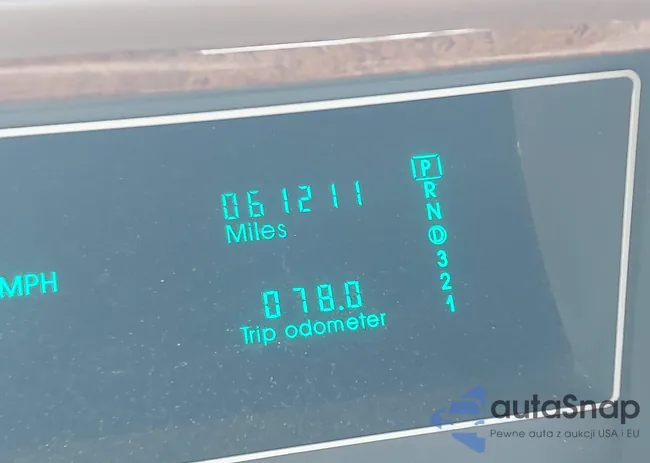 061211
Miles
MPH
078.0
Trip odometer
P
R
N
D
3
2
1
autaSnap
Pewne auta z aukcji USA i EU